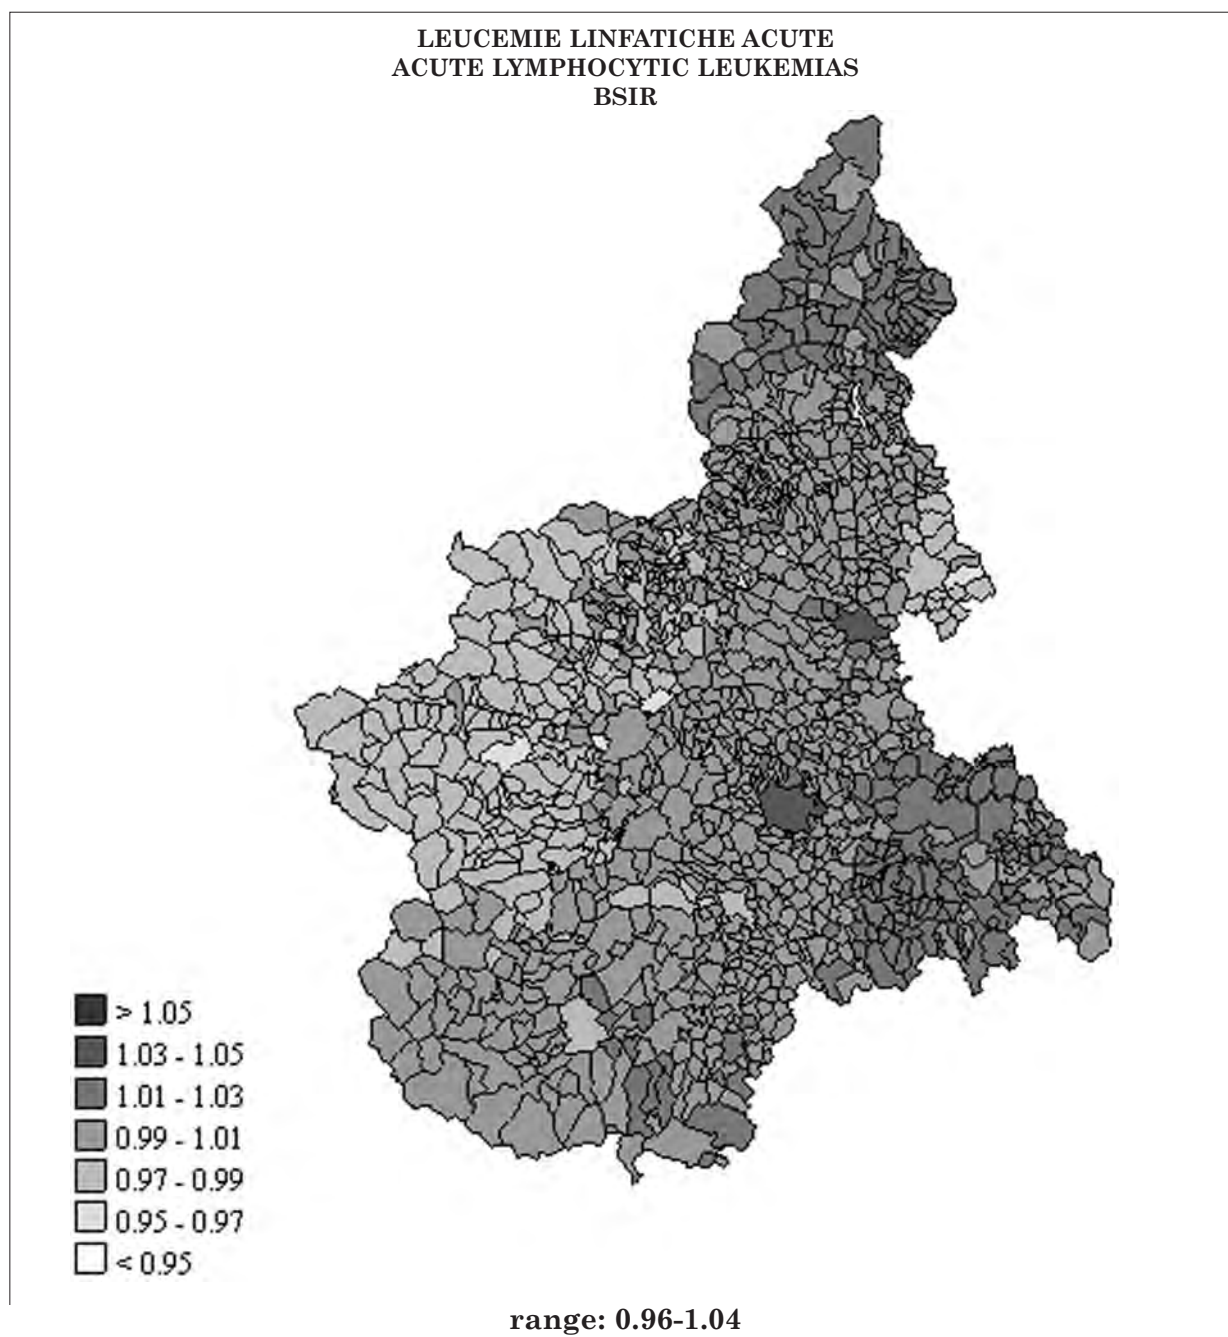 LEUCEMIE LINFATICHE ACUTE
ACUTE LYMPHOCYTIC LEUKEMIAS
BSIR
> 1.05
1.03 - 1.05
1.01 - 1.03
0.99 - 1.01
0.97 - 0.99
0.95 - 0.97
< 0.95
range: 0.96-1.04